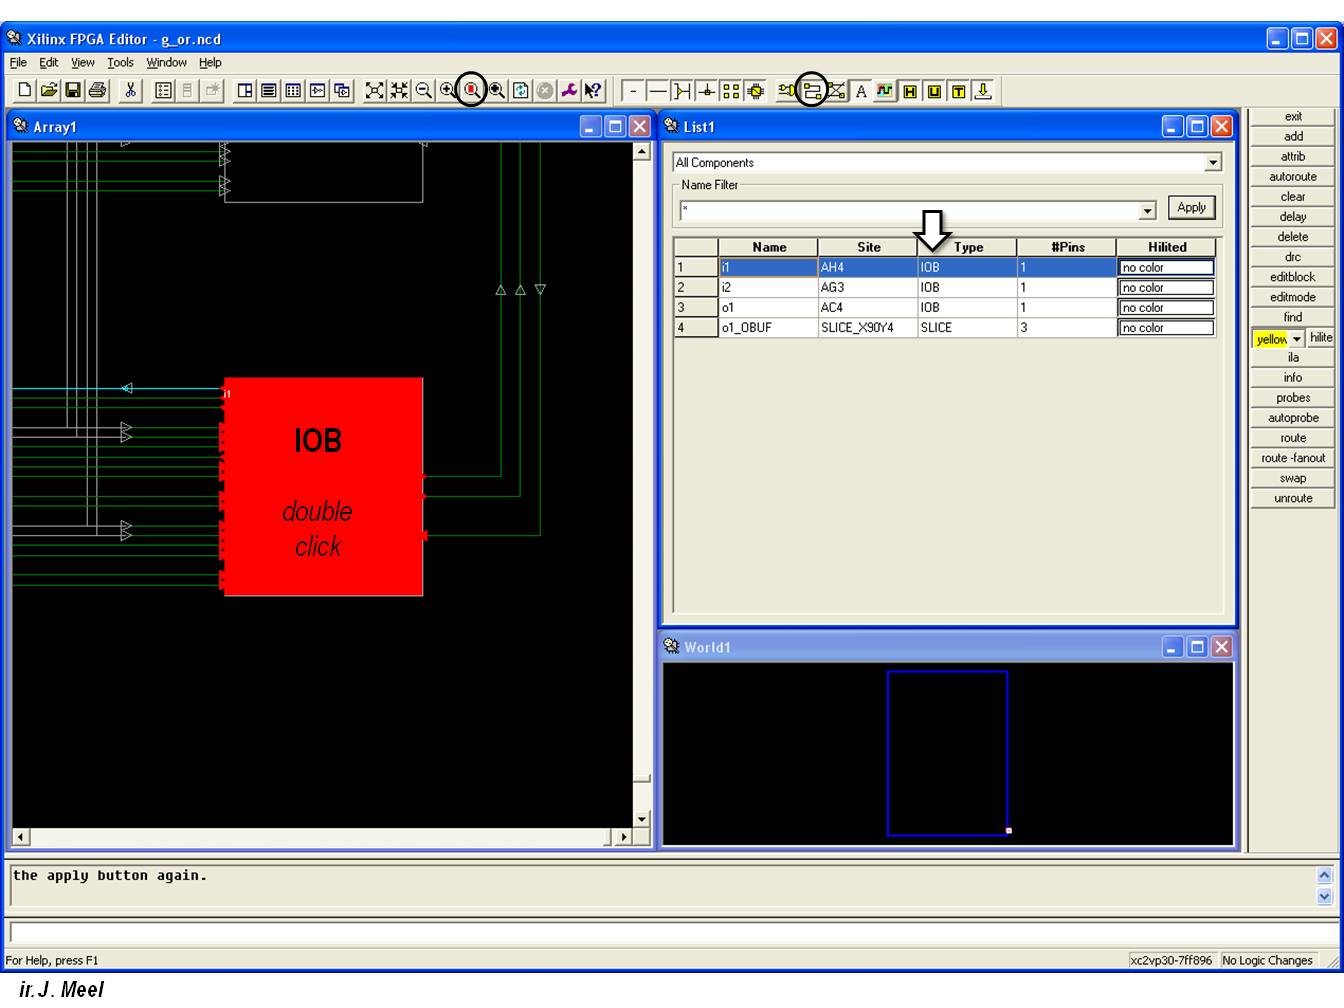 Xilinx FPGA Editor - g_or.ncd
File Edit View Tools Window Help
A H U T
Array1
i1
IOB
double
click
List1
All Components
Name Filter
*
Apply
Name Site Type #Pins Hilited
1 i1 AH4 IOB 1 no color
2 i2 AG3 IOB 1 no color
3 o1 AC4 IOB 1 no color
4 o1_OBUF SLICE_X90Y4 SLICE 3 no color
World1
exit
add
attrib
autoroute
clear
delay
delete
drc
editblock
editmode
find
yellow hilite
ila
info
probes
autoprobe
route
route -fanout
swap
unroute
the apply button again.
For Help, press F1
xc2vp30-7ff896 No Logic Changes
ir.J. Meel